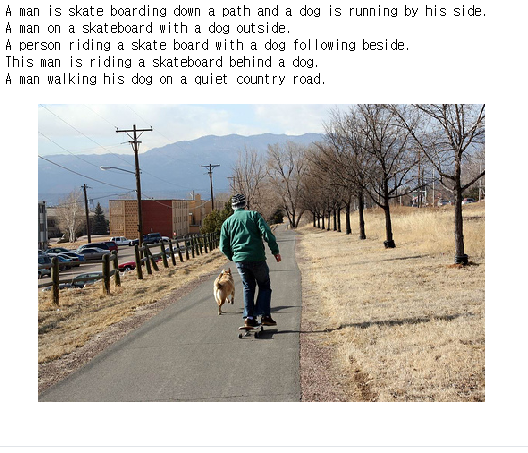 A man is skate boarding down a path and a dog is running by his side.
A man on a skateboard with a dog outside.
A person riding a skate board with a dog following beside.
This man is riding a skateboard behind a dog.
A man walking his dog on a quiet country road.